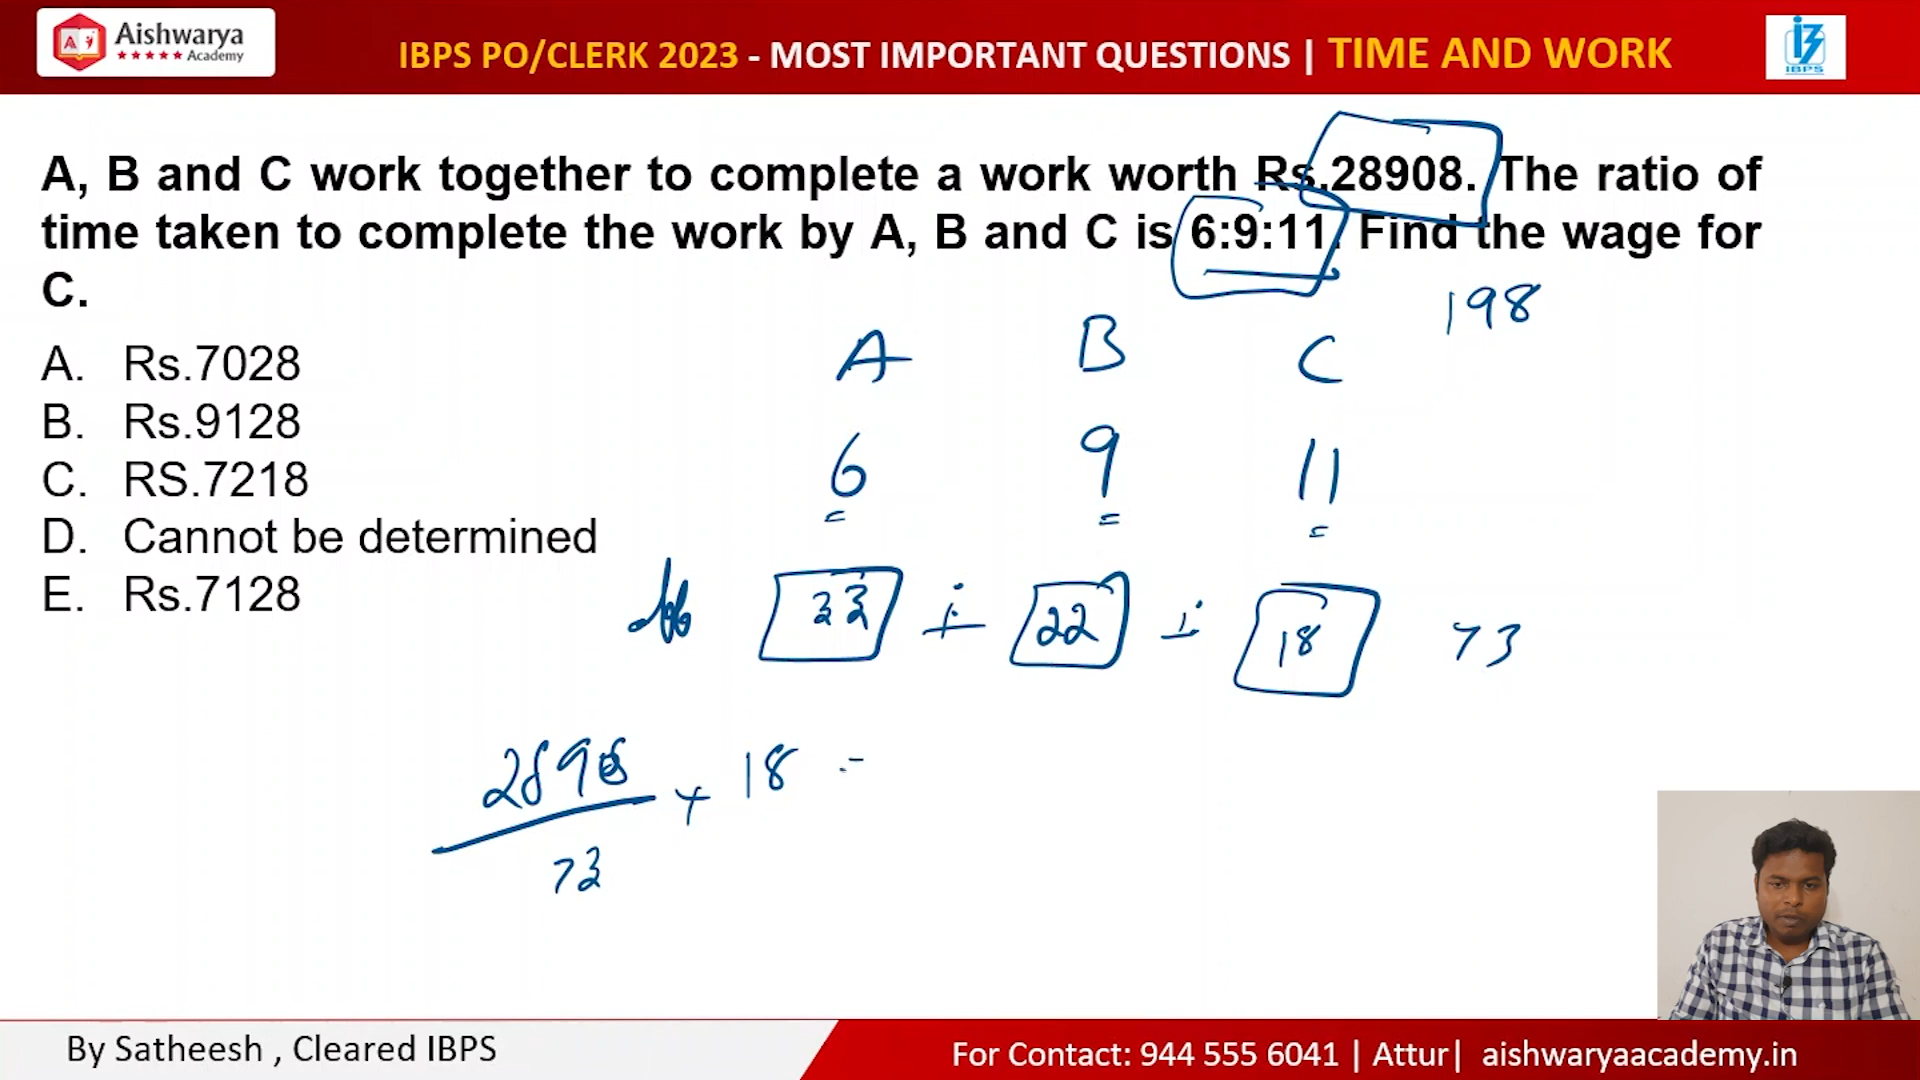 Aishwarya
Academy
IBPS PO/CLERK 2023 - MOST IMPORTANT QUESTIONS | TIME AND WORK
IBPS
A, B and C work together to complete a work worth Rs.28908. The ratio of
time taken to complete the work by A, B and C is 6:9:11. Find the wage for
C.
198
A. Rs.7028
B. Rs.9128
C. RS.7218
D. Cannot be determined
E. Rs.7128
A B C
6 9 11
33 : 22 : 18 73
28908 × 18 =
73
By Satheesh , Cleared IBPS
For Contact: 944 555 6041 | Attur| aishwaryaacademy.in